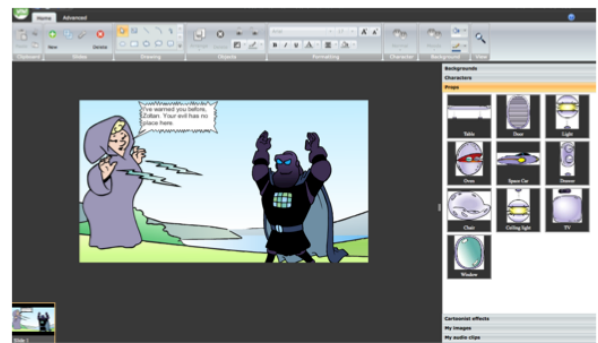 Home Advanced
New
Delete
Clipboard Slides Drawing Objects Formatting Character Background View
Backgrounds
Characters
Props
Table Door Light
Oven Space Car
Chair Ceiling light TV
Window
I've warned you before,
Zoltan. Your evil has no
place here.
Cartoonist effects
My images
My audio clips
Slide 1